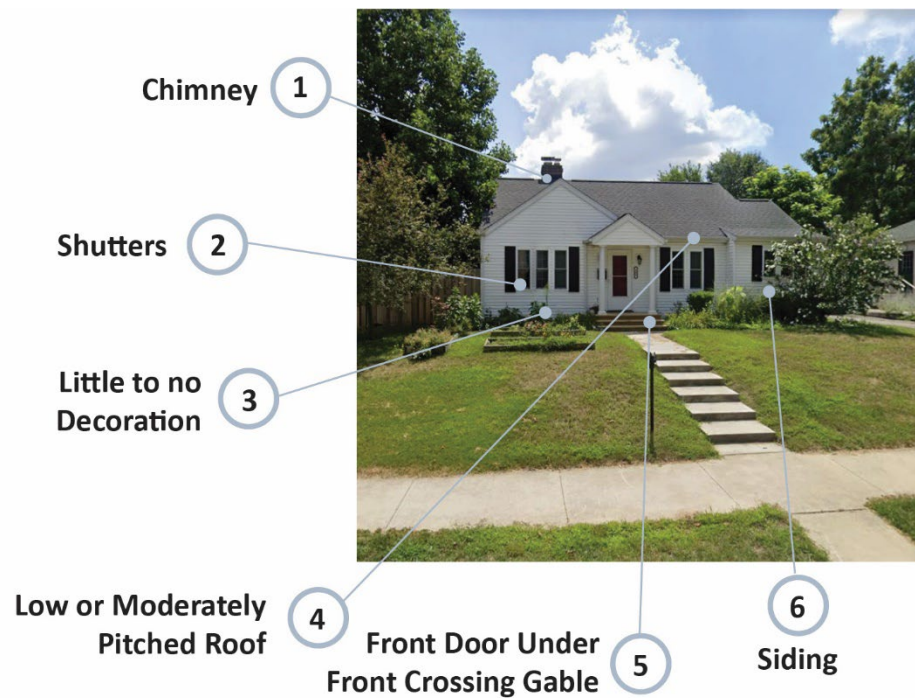 Chimney 1
Shutters 2
Little to no
Decoration
3
Low or Moderately
Pitched Roof
4
Front Door Under
Front Crossing Gable
5
6
Siding